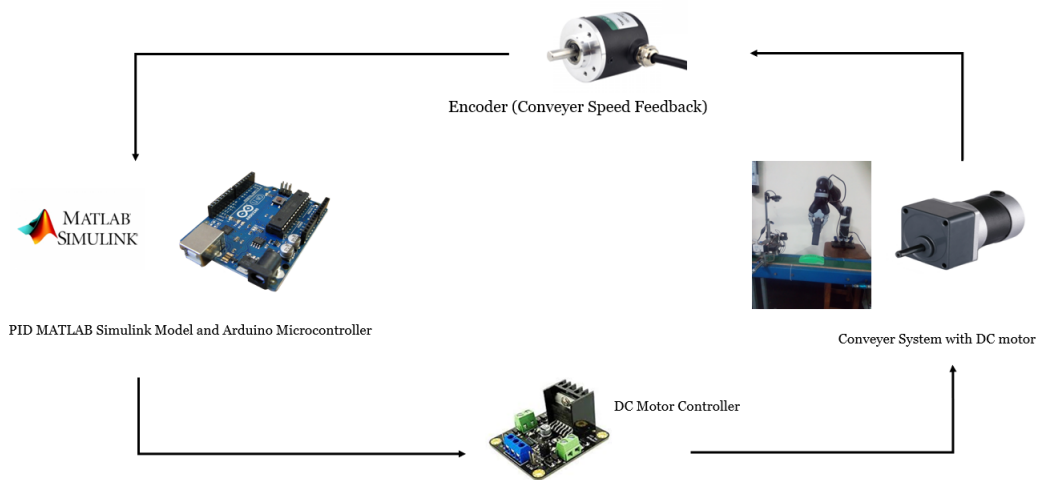 Encoder (Conveyer Speed Feedback)
MATLAB
SIMULINK
PID MATLAB Simulink Model and Arduino Microcontroller
Conveyer System with DC motor
DC Motor Controller